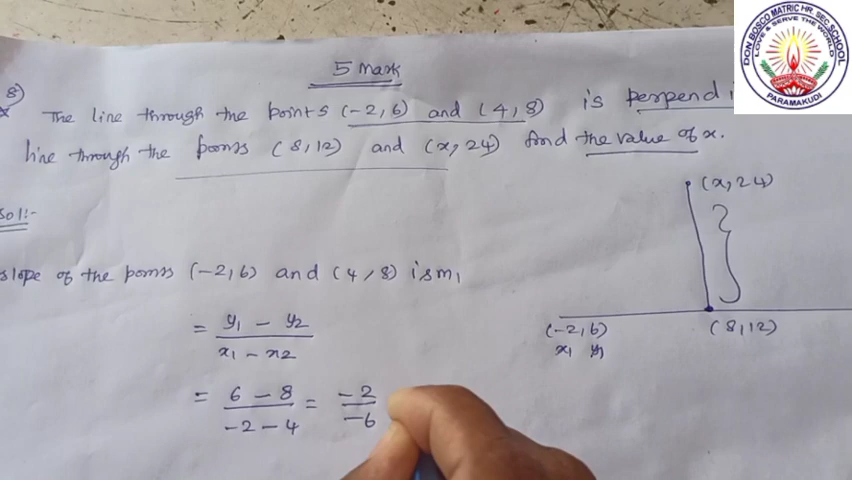 DON BOSCO MATRIC HR. SEC SCHOOL
LOVE & SERVE THE WORLD
PARAMAKUDI
5 Mark
8)
The line through the points (-2,6) and (4,8) is perpendi
line through the points (8,12) and (x,24) find the value of x.
Sol:-
(x,24)
slope of the points (-2,6) and (4,8) is m1
= y1 - y2 / x1 - x2
(-2,6)
x1 y1
(8,12)
= 6 - 8 / -2 - 4 = -2 / -6